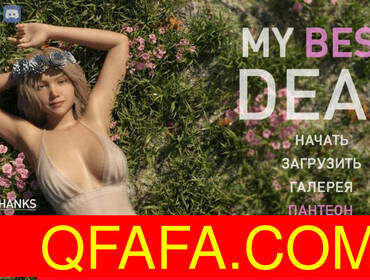 MY BES
DEA
НАЧАТЬ
ЗАГРУЗИТЬ
ГАЛЕРЕЯ
ПАНТЕОН
HANKS
QFAFA.COM